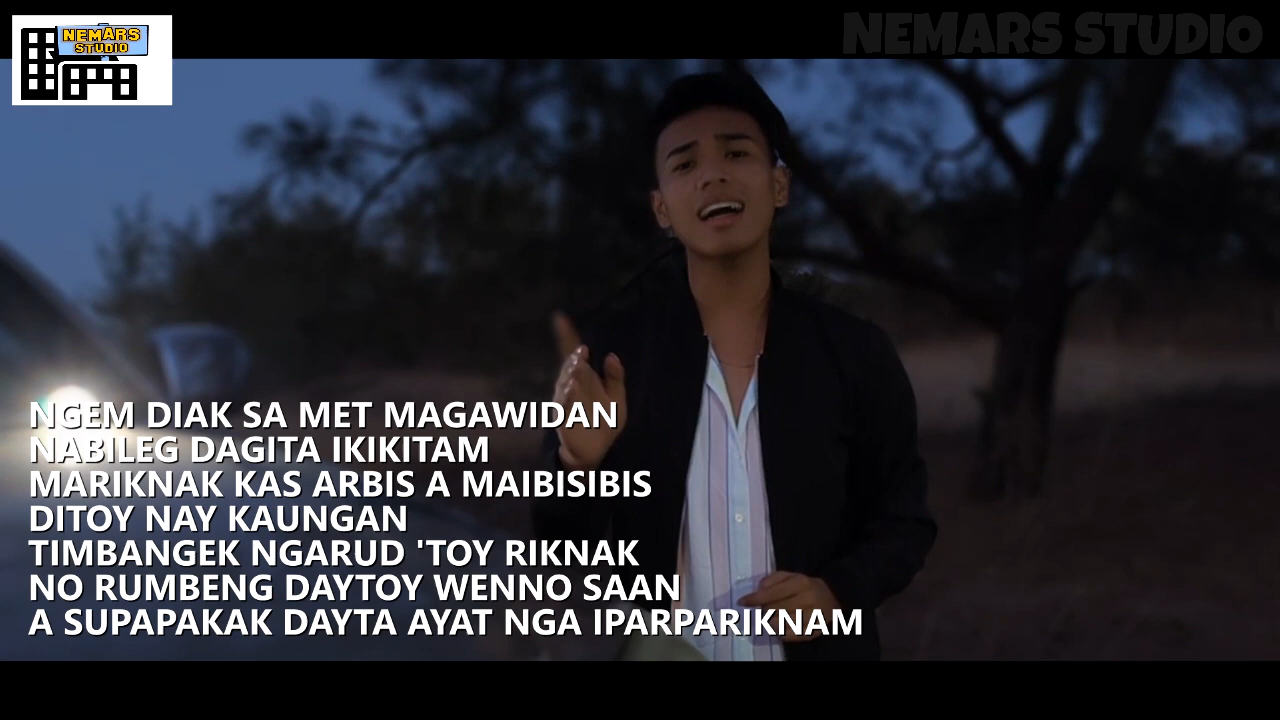 NEMARS STUDIO
NEMARS
STUDIO
NGEM DIAK SA MET MAGAWIDAN
NABILEG DAGITA IKIKITAM
MARIKNAK KAS ARBIS A MAIBISIBIS
DITOY NAY KAUNGAN
TIMBANGEK NGARUD 'TOY RIKNAK
NO RUMBENG DAYTOY WENNO SAAN
A SUPAPAKAK DAYTA AYAT NGA IPARPARIKNAM